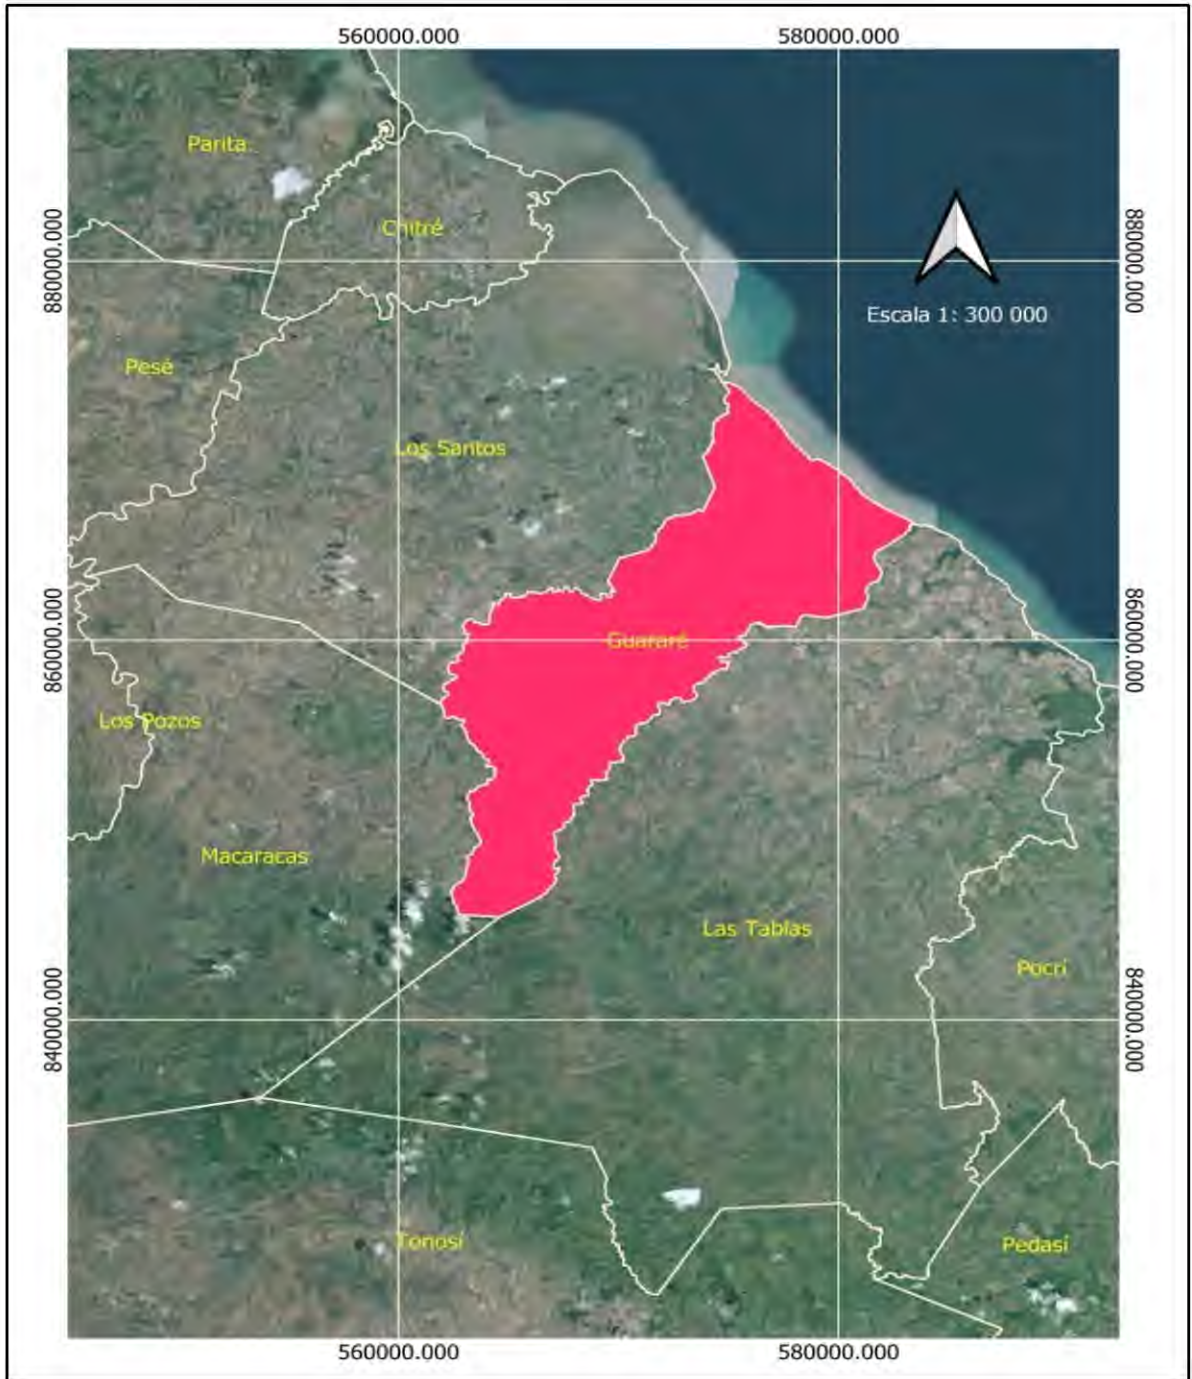 560000.000
580000.000
Parita
Chitré
880000.000
880000.000
Escala 1: 300 000
Pesé
Los Santos
860000.000
Guararé
860000.000
Los Pozos
Macaracas
Las Tablas
Pocrí
840000.000
840000.000
Tonosí
Pedasí
560000.000
580000.000